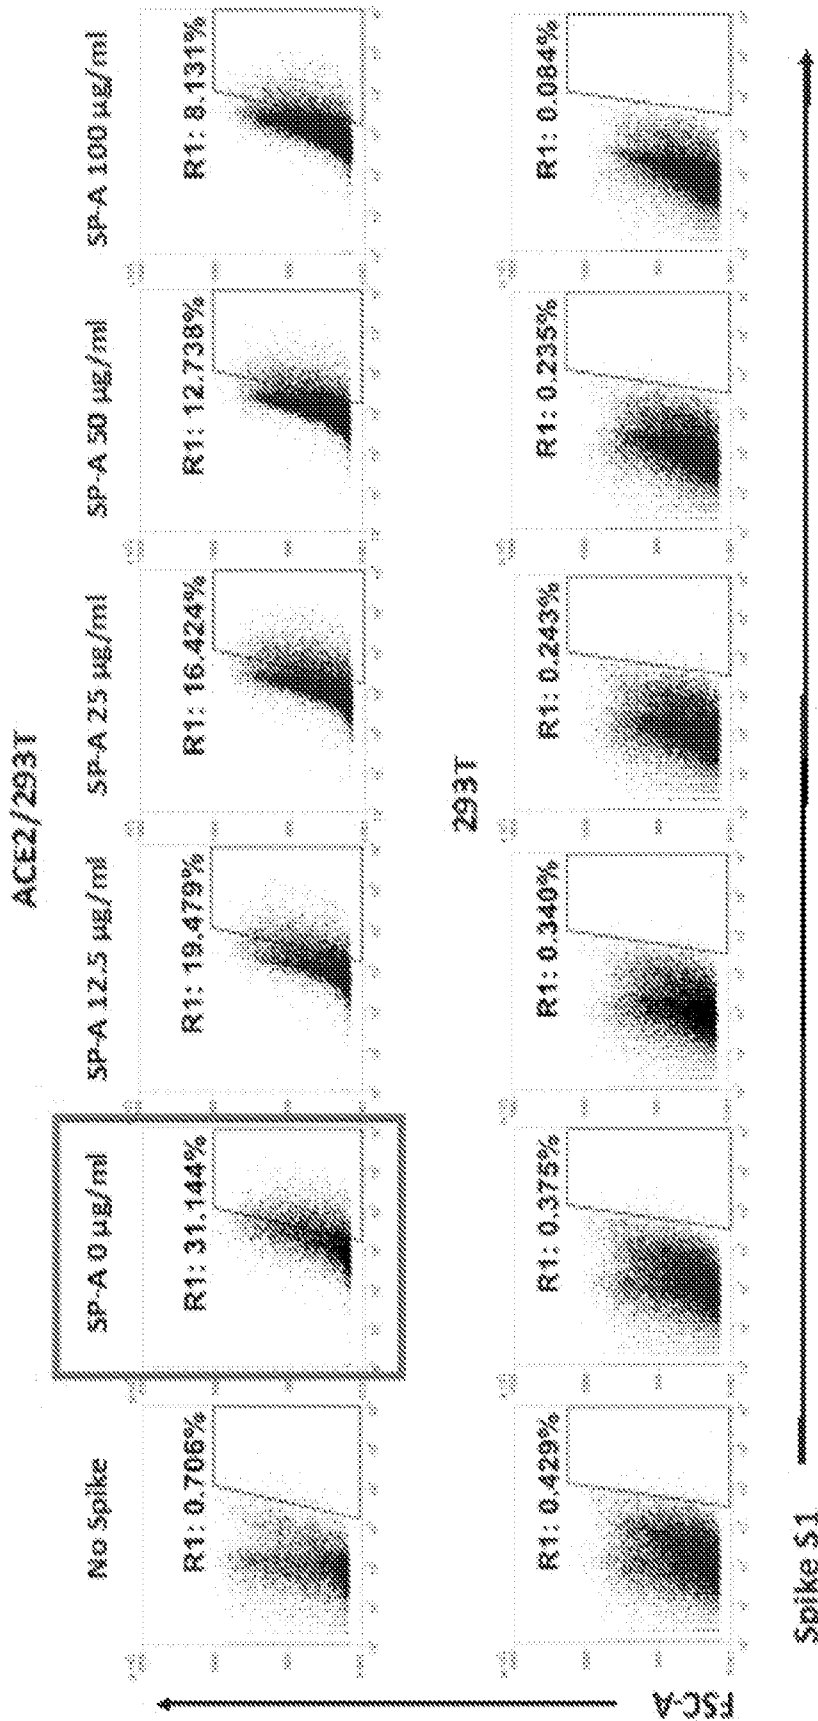 ACE2/293T
No Spike
SP-A 0 µg/ml
SP-A 12.5 µg/ml
SP-A 25 µg/ml
SP-A 50 µg/ml
SP-A 100 µg/ml
R1: 0.706%
R1: 31.144%
R1: 19.479%
R1: 16.424%
R1: 12.738%
R1: 8.131%
293T
R1: 0.429%
R1: 0.375%
R1: 0.340%
R1: 0.243%
R1: 0.235%
R1: 0.084%
FSC-A
Spike S1